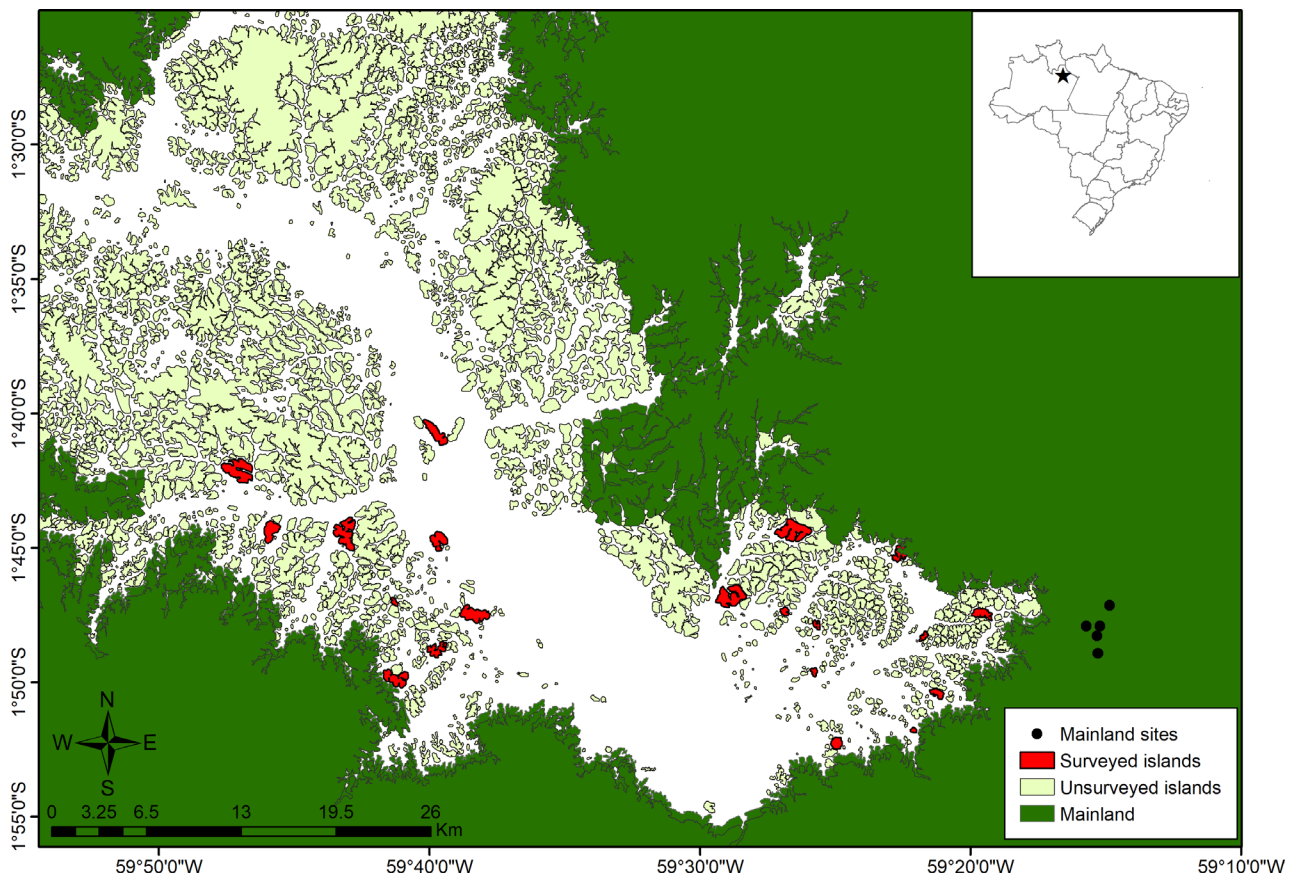 1°30'0"S
1°35'0"S
1°40'0"S
1°45'0"S
1°50'0"S
1°55'0"S
N
W E
S
0 3.25 6.5 13 19.5 26
Km
Mainland sites
Surveyed islands
Unsurveyed islands
Mainland
59°50'0"W 59°40'0"W 59°30'0"W 59°20'0"W 59°10'0"W